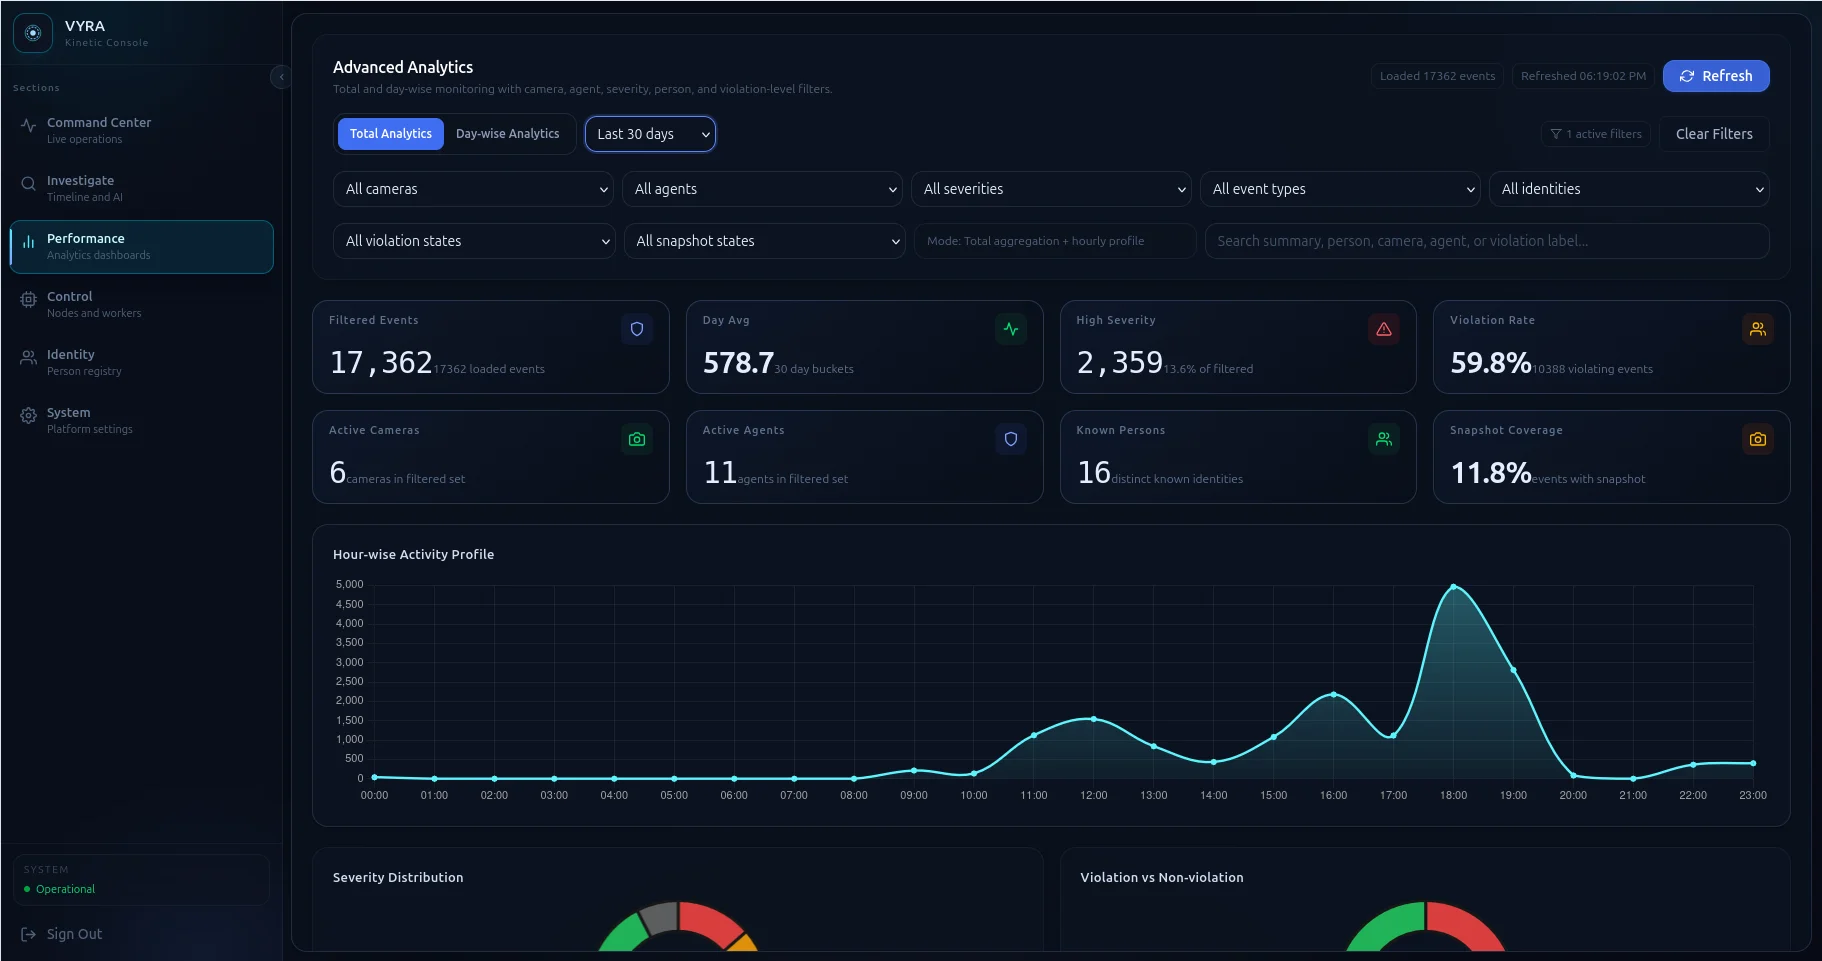 VYRA
Kinetic Console
Sections
Command Center
Live operations
Investigate
Timeline and AI
Performance
Analytics dashboards
Control
Nodes and workers
Identity
Person registry
System
Platform settings
SYSTEM
Operational
Sign Out
Advanced Analytics
Total and day-wise monitoring with camera, agent, severity, person, and violation-level filters.
Loaded 17362 events
Refreshed 06:19:02 PM
Refresh
Total Analytics
Day-wise Analytics
Last 30 days
1 active filters
Clear Filters
All cameras
All agents
All severities
All event types
All identities
All violation states
All snapshot states
Mode: Total aggregation + hourly profile
Search summary, person, camera, agent, or violation label...
Filtered Events
17,362 17362 loaded events
Day Avg
578.7 30 day buckets
High Severity
2,359 13.6% of filtered
Violation Rate
59.8% 10388 violating events
Active Cameras
6 cameras in filtered set
Active Agents
11 agents in filtered set
Known Persons
16 distinct known identities
Snapshot Coverage
11.8% events with snapshot
Hour-wise Activity Profile
5,000
4,500
4,000
3,500
3,000
2,500
2,000
1,500
1,000
500
0
00:00 01:00 02:00 03:00 04:00 05:00 06:00 07:00 08:00 09:00 10:00 11:00 12:00 13:00 14:00 15:00 16:00 17:00 18:00 19:00 20:00 21:00 22:00 23:00
Severity Distribution
Violation vs Non-violation